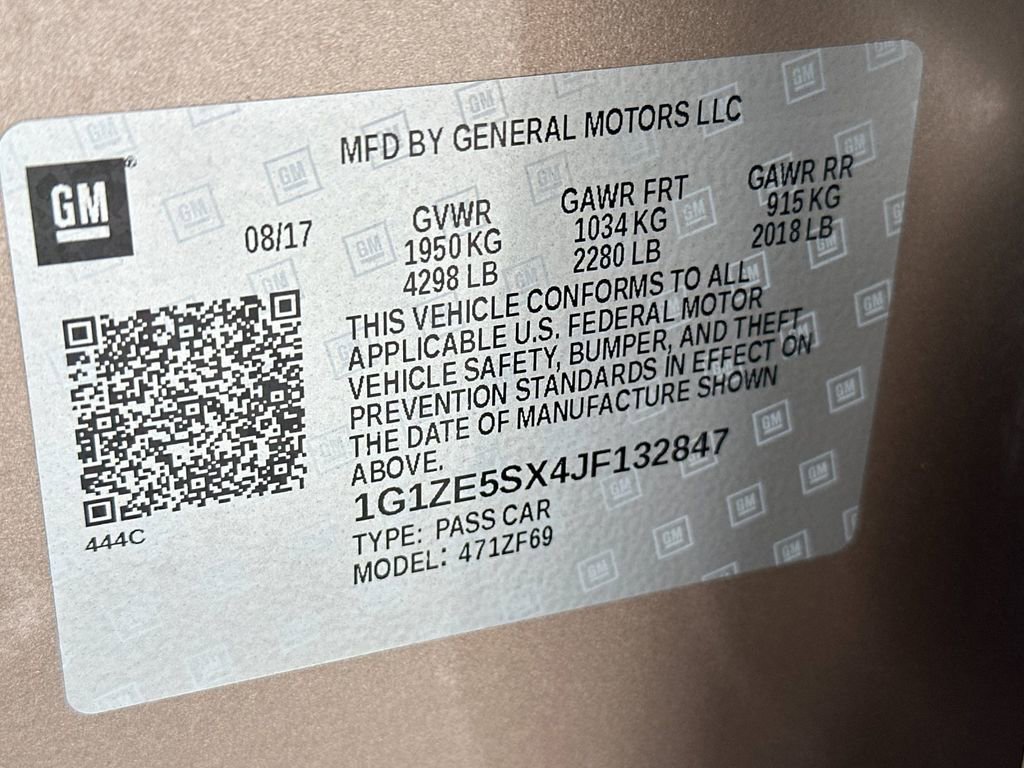 MFD BY GENERAL MOTORS LLC
GM®
08/17
GVWR
1950 KG
4298 LB
GAWR FRT
1034 KG
2280 LB
GAWR RR
915 KG
2018 LB
THIS VEHICLE CONFORMS TO ALL
APPLICABLE U.S. FEDERAL MOTOR
VEHICLE SAFETY, BUMPER, AND THEFT
PREVENTION STANDARDS IN EFFECT ON
THE DATE OF MANUFACTURE SHOWN
ABOVE.
1G1ZE5SX4JF132847
TYPE: PASS CAR
MODEL: 471ZF69
444C